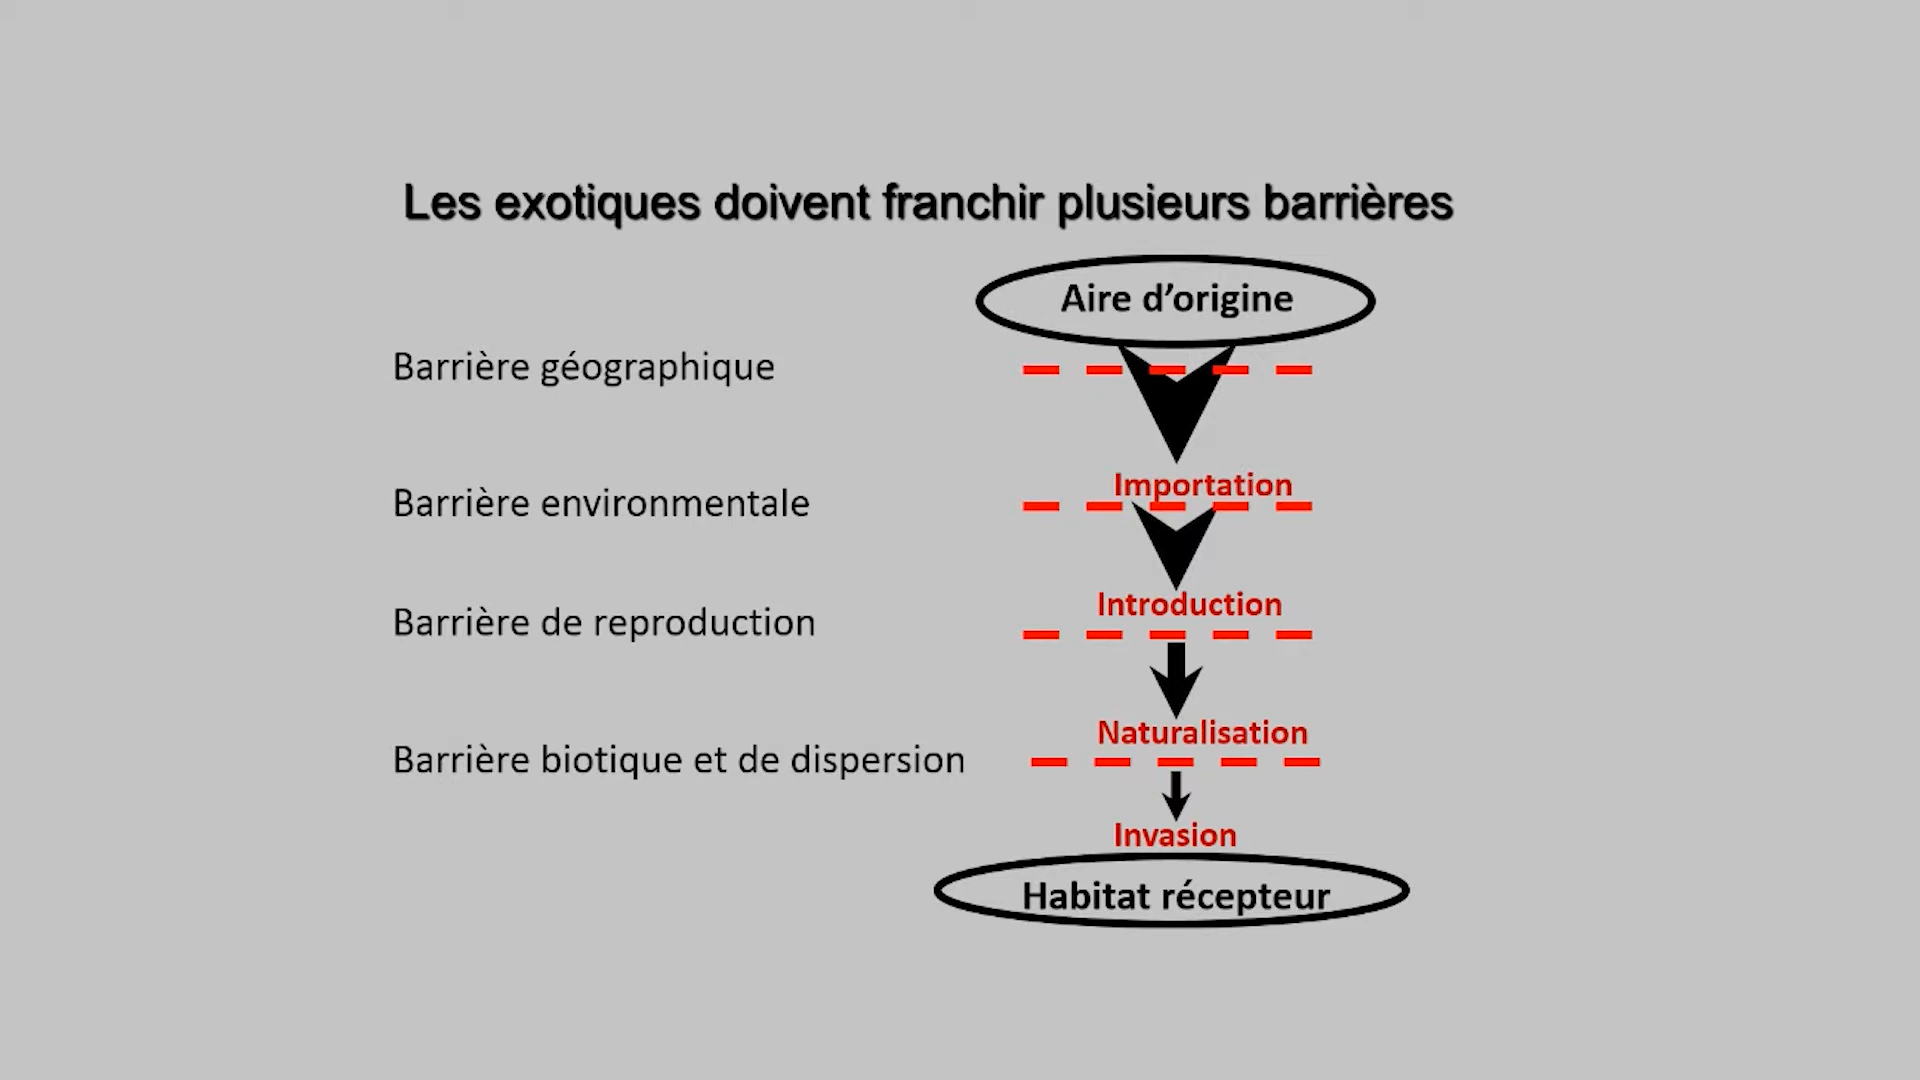 Les exotiques doivent franchir plusieurs barrières
Aire d’origine
Barrière géographique
Importation
Barrière environmentale
Introduction
Barrière de reproduction
Naturalisation
Barrière biotique et de dispersion
Invasion
Habitat récepteur